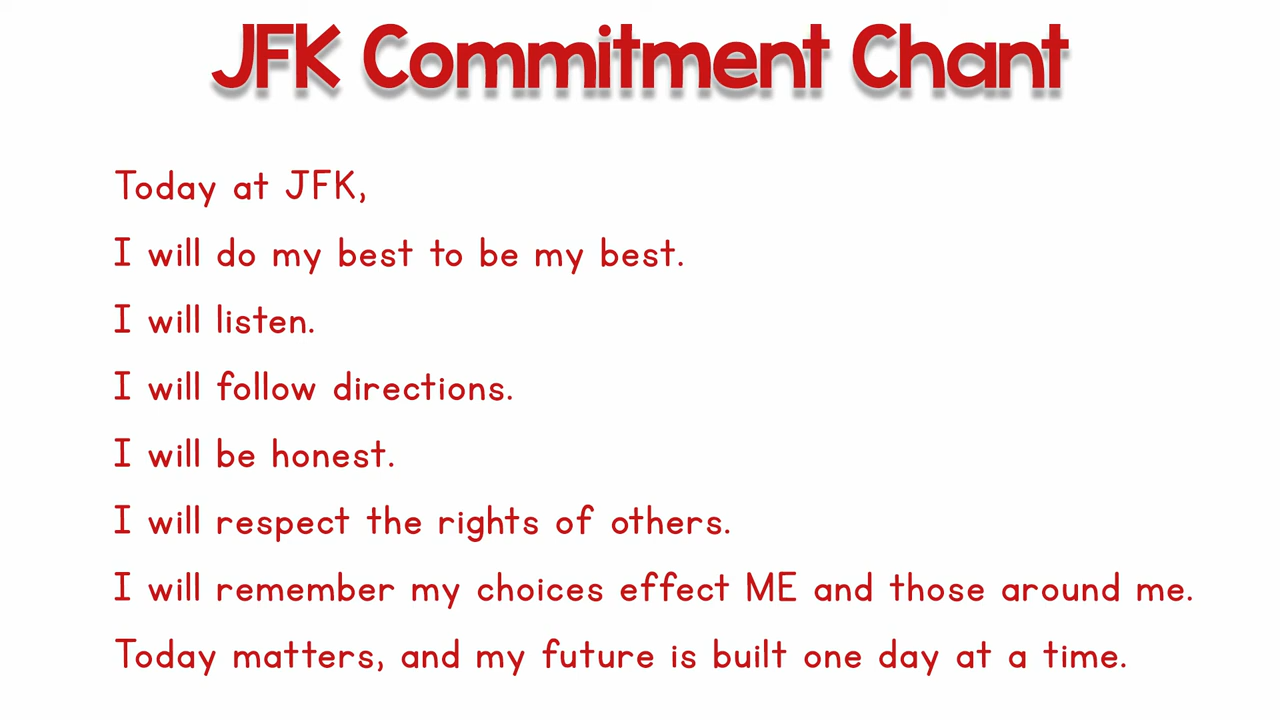 JFK Commitment Chant
Today at JFK,
I will do my best to be my best.
I will listen.
I will follow directions.
I will be honest.
I will respect the rights of others.
I will remember my choices effect ME and those around me.
Today matters, and my future is built one day at a time.